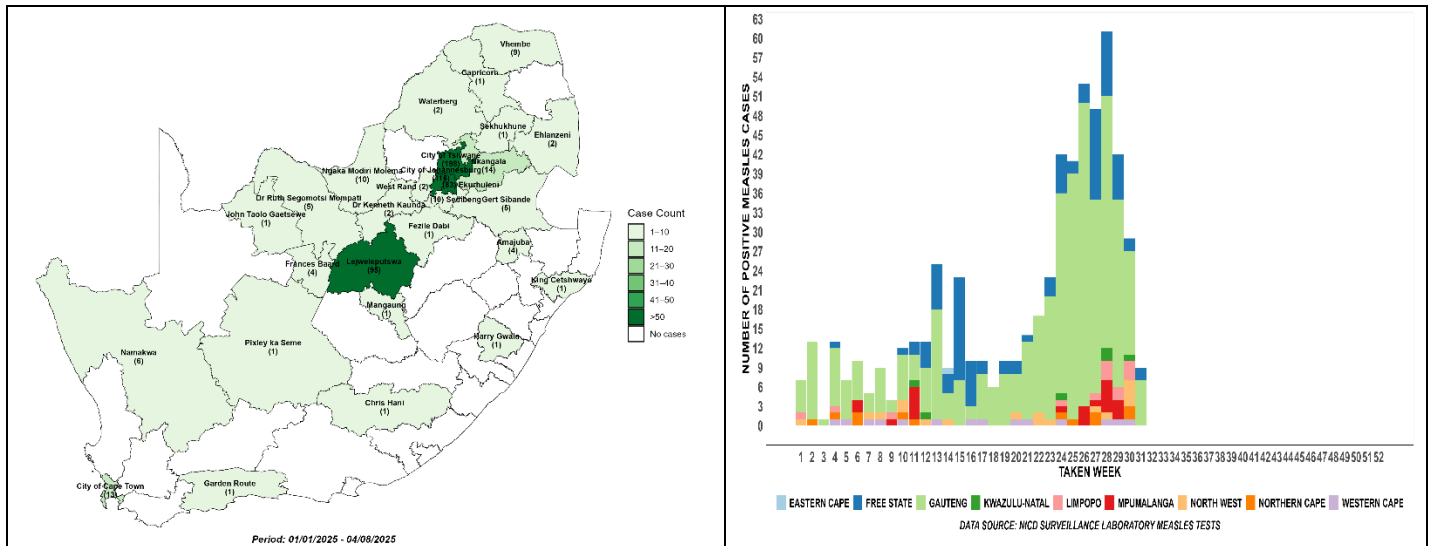 Vhembe
(9)
Capricorn
(1)
Waterberg
(2)
Sekhukhune
(1)
Ehlanzeni
(2)
City of Tshwane
(14)
Ngaka Modiri Molema
(10)
City of Johannesburg
West Rand (2)
Ekurhuleni
Dr Ruth Segomotsi Mompati
(5)
Dr Kenneth Kaunda
(2)
(10) Sedibeng
Gert Sibande
(5)
John Taolo Gaetsewe
(1)
Fezile Dabi
(1)
Amajuba
(4)
Frances Baard
(4)
Lejweleputswa
(95)
King Cetshwayo
(1)
Mangaung
(1)
Harry Gwala
(1)
Pixley ka Seme
(1)
Namakwa
(6)
Chris Hani
(1)
City of Cape Town
(13)
Garden Route
(1)
Case Count
1–10
11–20
21–30
31–40
41–50
>50
No cases
Period: 01/01/2025 - 04/08/2025
NUMBER OF POSITIVE MEASLES CASES
63
60
57
54
51
48
45
42
39
36
33
30
27
24
21
18
15
12
9
6
3
0
1 2 3 4 5 6 7 8 9 10 11 12 13 14 15 16 17 18 19 20 21 22 23 24 25 26 27 28 29 30 31 32 33 34 35 36 37 38 39 40 41 42 43 44 45 46 47 48 49 50 51 52
TAKEN WEEK
EASTERN CAPE FREE STATE GAUTENG KWAZULU-NATAL LIMPOPO MPUMALANGA NORTH WEST NORTHERN CAPE WESTERN CAPE
DATA SOURCE: NICD SURVEILLANCE LABORATORY MEASLES TESTS